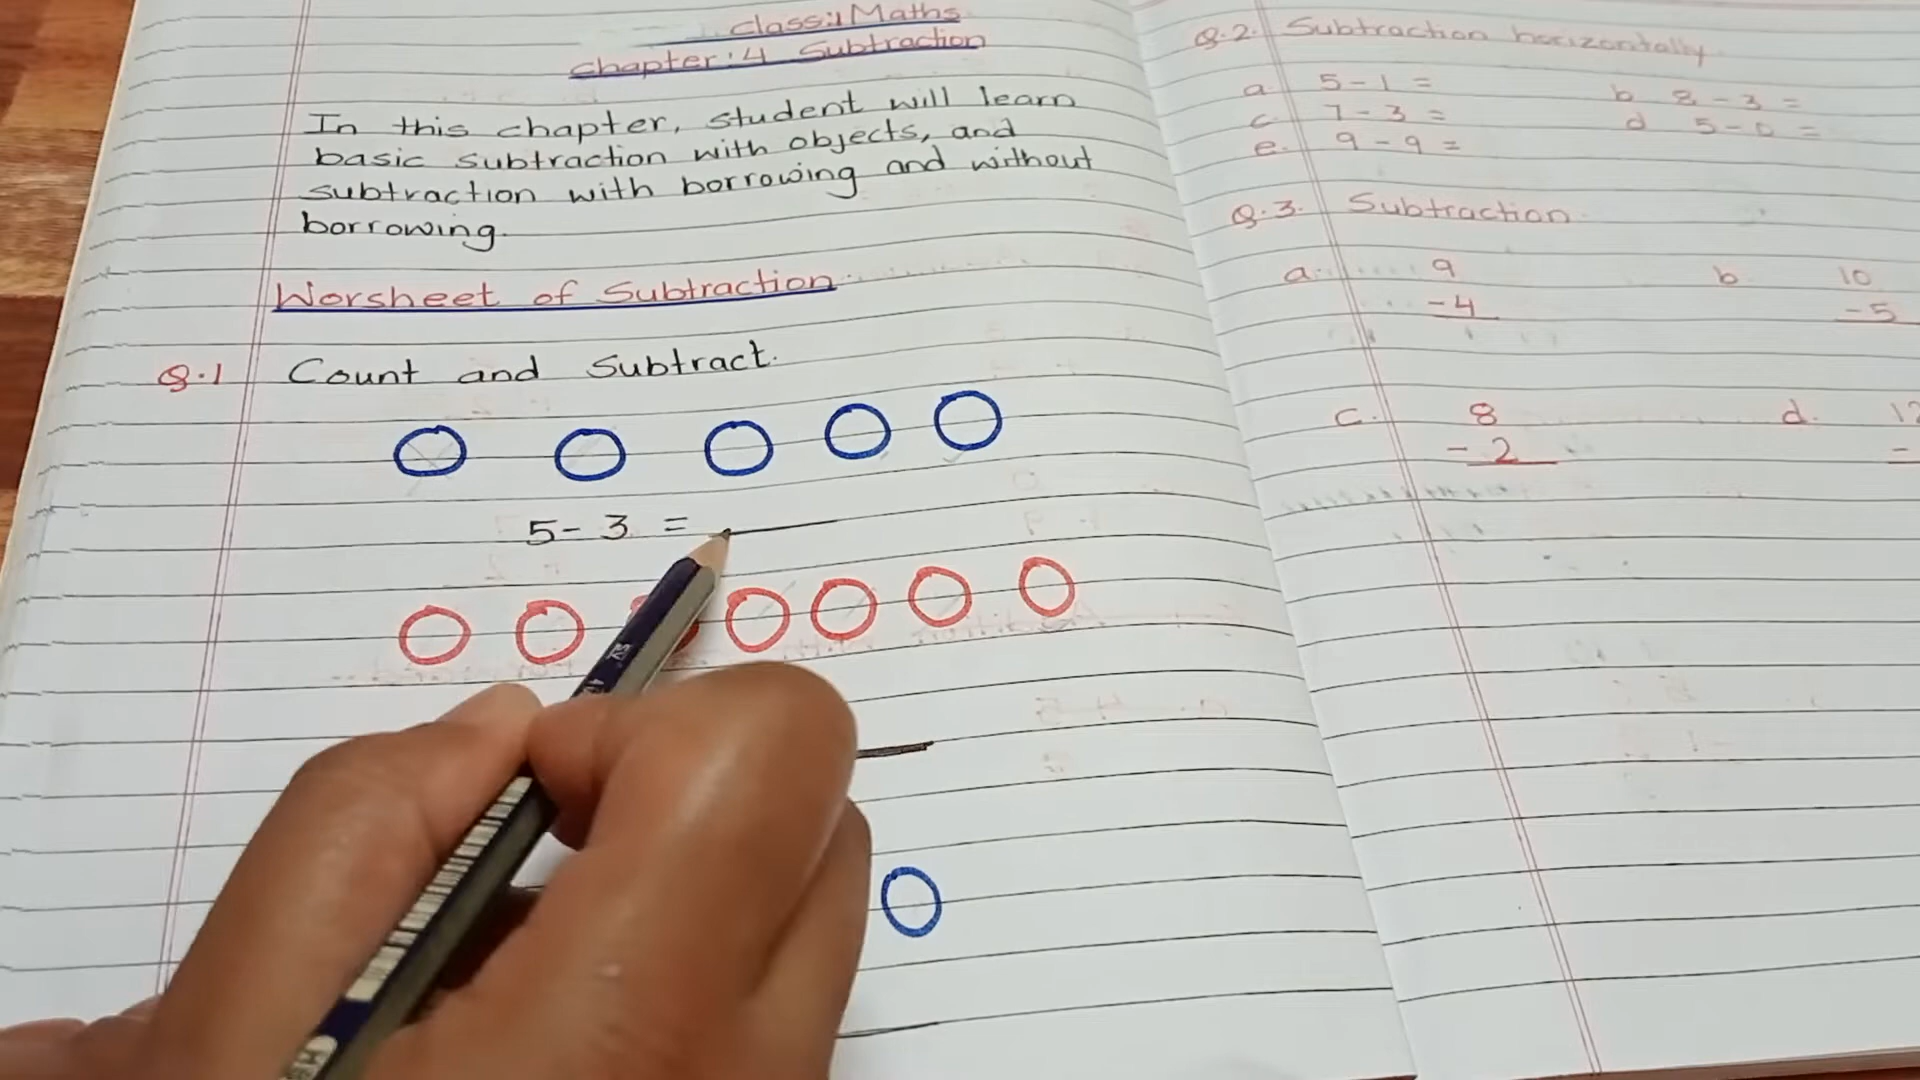 Class:1 Maths
Chapter:4 Subtraction
In this chapter, student will learn
basic subtraction with objects, and
subtraction with borrowing and without
borrowing.
Worsheet of Subtraction
Q.1 Count and Subtract.
5 - 3 =
Q.2. Subtraction horizontally
a. 5 - 1 = b 8 - 3 =
c. 7 - 3 = d 5 - 0 =
e. 9 - 9 =
Q.3. Subtraction
a. 9 b. 10
- 4 - 5
c. 8 d. 12
- 2 -